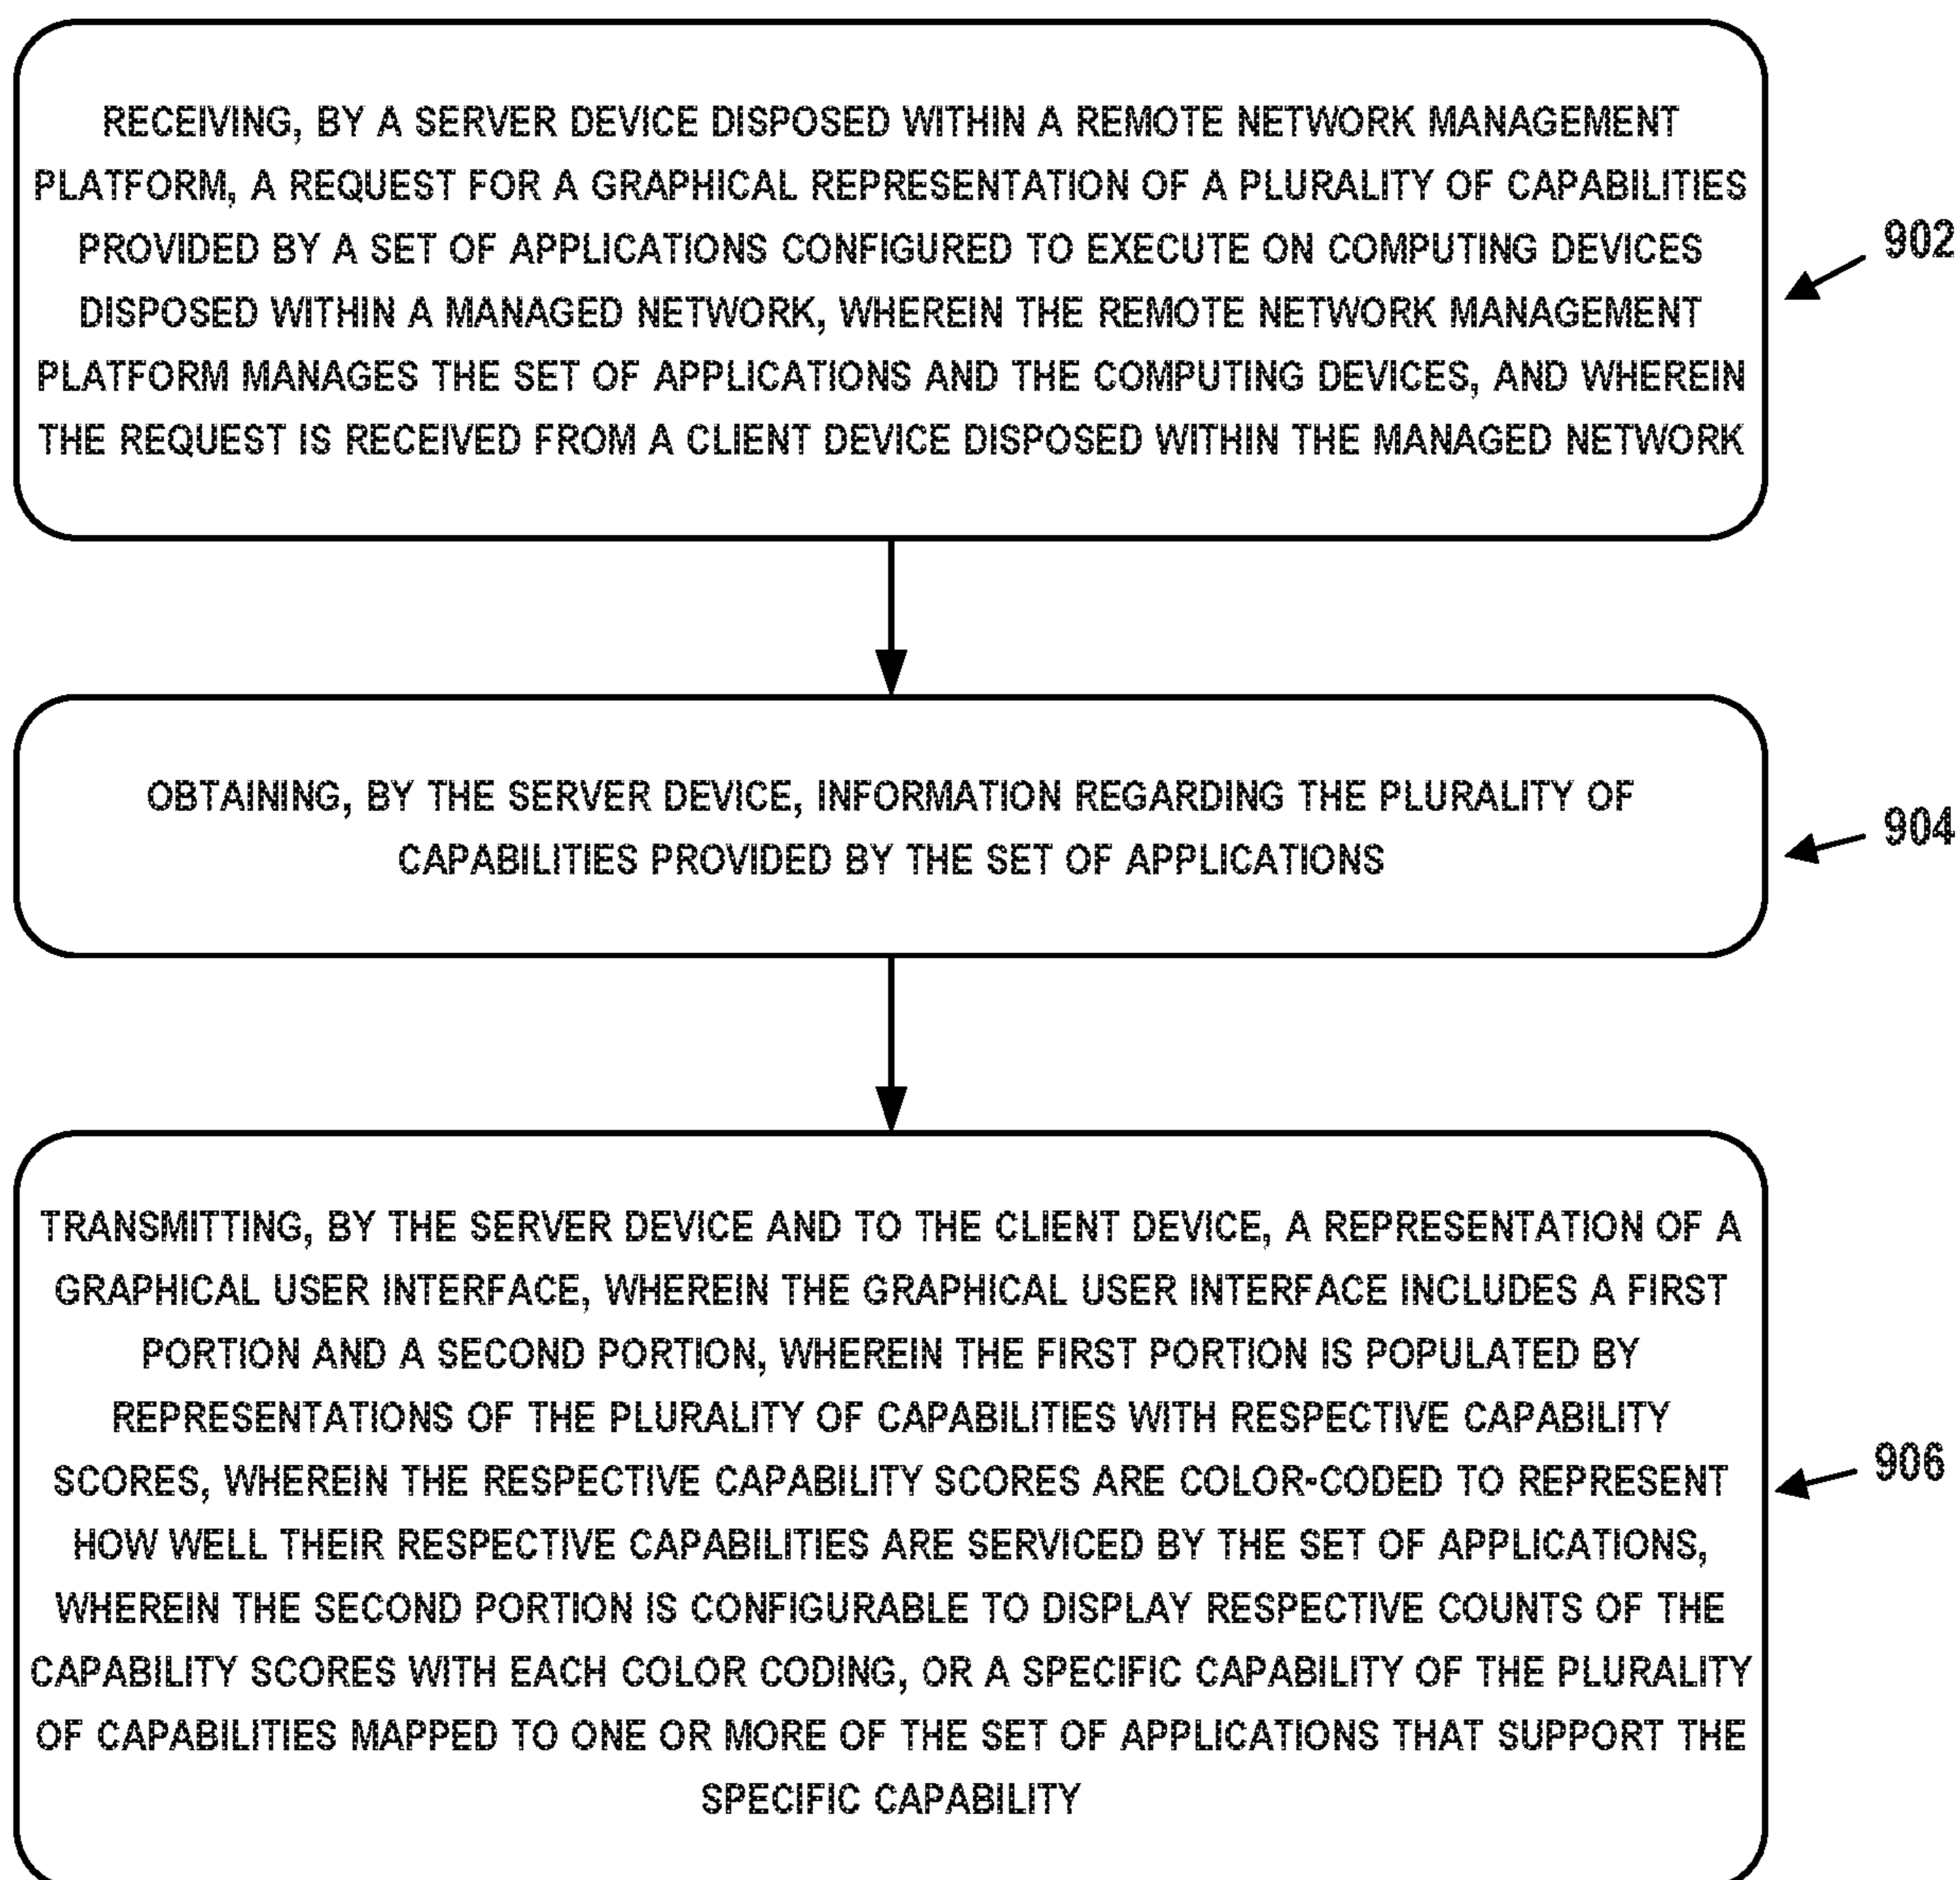 RECEIVING, BY A SERVER DEVICE DISPOSED WITHIN A REMOTE NETWORK MANAGEMENT
PLATFORM, A REQUEST FOR A GRAPHICAL REPRESENTATION OF A PLURALITY OF CAPABILITIES
PROVIDED BY A SET OF APPLICATIONS CONFIGURED TO EXECUTE ON COMPUTING DEVICES
DISPOSED WITHIN A MANAGED NETWORK, WHEREIN THE REMOTE NETWORK MANAGEMENT
PLATFORM MANAGES THE SET OF APPLICATIONS AND THE COMPUTING DEVICES, AND WHEREIN
THE REQUEST IS RECEIVED FROM A CLIENT DEVICE DISPOSED WITHIN THE MANAGED NETWORK
902
OBTAINING, BY THE SERVER DEVICE, INFORMATION REGARDING THE PLURALITY OF
CAPABILITIES PROVIDED BY THE SET OF APPLICATIONS
904
TRANSMITTING, BY THE SERVER DEVICE AND TO THE CLIENT DEVICE, A REPRESENTATION OF A
GRAPHICAL USER INTERFACE, WHEREIN THE GRAPHICAL USER INTERFACE INCLUDES A FIRST
PORTION AND A SECOND PORTION, WHEREIN THE FIRST PORTION IS POPULATED BY
REPRESENTATIONS OF THE PLURALITY OF CAPABILITIES WITH RESPECTIVE CAPABILITY
SCORES, WHEREIN THE RESPECTIVE CAPABILITY SCORES ARE COLOR-CODED TO REPRESENT
HOW WELL THEIR RESPECTIVE CAPABILITIES ARE SERVICED BY THE SET OF APPLICATIONS,
WHEREIN THE SECOND PORTION IS CONFIGURABLE TO DISPLAY RESPECTIVE COUNTS OF THE
CAPABILITY SCORES WITH EACH COLOR CODING, OR A SPECIFIC CAPABILITY OF THE PLURALITY
OF CAPABILITIES MAPPED TO ONE OR MORE OF THE SET OF APPLICATIONS THAT SUPPORT THE
SPECIFIC CAPABILITY
906